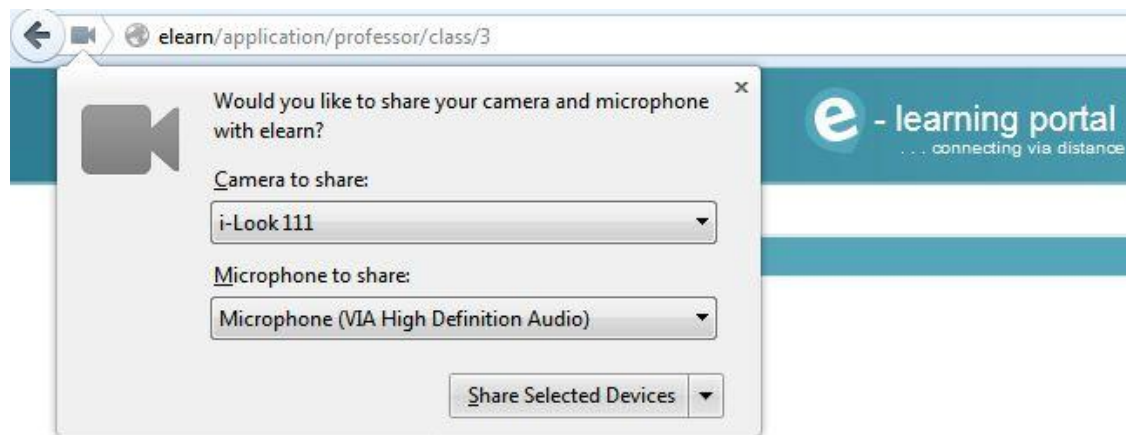 elearn/application/professor/class/3
Would you like to share your camera and microphone
with elearn?
x
Camera to share:
i-Look 111
Microphone to share:
Microphone (VIA High Definition Audio)
Share Selected Devices
e - learning portal
. . . connecting via distance